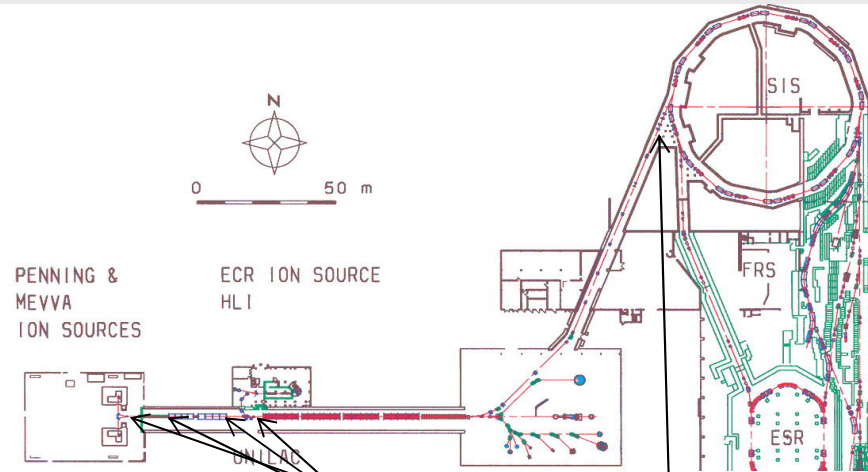 SIS
N
0 50 m
PENNING &
MEVVA
ION SOURCES
ECR ION SOURCE
HLI
FRS
UNILAC
ESR